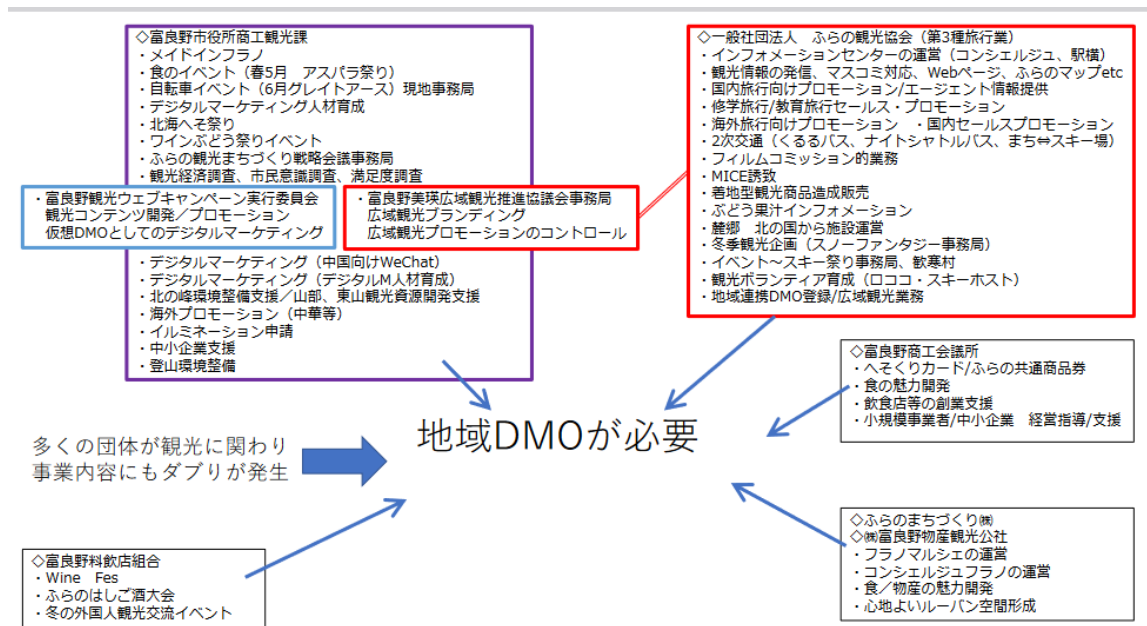 ◇富良野市役所商工観光課
・メイドインフラノ
・食のイベント（春5月　アスパラ祭り）
・自転車イベント（6月グレイトアース）現地事務局
・デジタルマーケティング人材育成
・北海へそ祭り
・ワインぶどう祭りイベント
・ふらの観光まちづくり戦略会議事務局
・観光経済調査、市民意識調査、満足度調査
・富良野観光ウェブキャンペーン実行委員会
観光コンテンツ開発／プロモーション
仮想DMOとしてのデジタルマーケティング
・富良野美瑛広域観光推進協議会事務局
広域観光ブランディング
広域観光プロモーションのコントロール
・デジタルマーケティング（中国向けWeChat）
・デジタルマーケティング（デジタルM人材育成）
・北の峰環境整備支援／山部、東山観光資源開発支援
・海外プロモーション（中華等）
・イルミネーション申請
・中小企業支援
・登山環境整備
◇一般社団法人　ふらの観光協会（第3種旅行業）
・インフォメーションセンターの運営（コンシェルジュ、駅横）
・観光情報の発信、マスコミ対応、Webページ、ふらのマップetc
・国内旅行向けプロモーション/エージェント情報提供
・修学旅行/教育旅行セールス・プロモーション
・海外旅行向けプロモーション　・国内セールスプロモーション
・2次交通（くるるバス、ナイトシャトルバス、まち⇔スキー場）
・フィルムコミッション的業務
・MICE誘致
・着地型観光商品造成販売
・ぶどう果汁インフォメーション
・麓郷　北の国から施設運営
・冬季観光企画（スノーファンタジー事務局）
・イベント～スキー祭り事務局、歓寒村
・観光ボランティア育成（ロココ・スキーホスト）
・地域連携DMO登録/広域観光業務
◇富良野商工会議所
・へそくりカード/ふらの共通商品券
・食の魅力開発
・飲食店等の創業支援
・小規模事業者/中小企業　経営指導/支援
多くの団体が観光に関わり
事業内容にもダブりが発生
地域DMOが必要
◇富良野料飲店組合
・Wine　Fes
・ふらのはしご酒大会
・冬の外国人観光交流イベント
◇ふらのまちづくり㈱
◇㈱富良野物産観光公社
・フラノマルシェの運営
・コンシェルジュフラノの運営
・食／物産の魅力開発
・心地よいルーバン空間形成